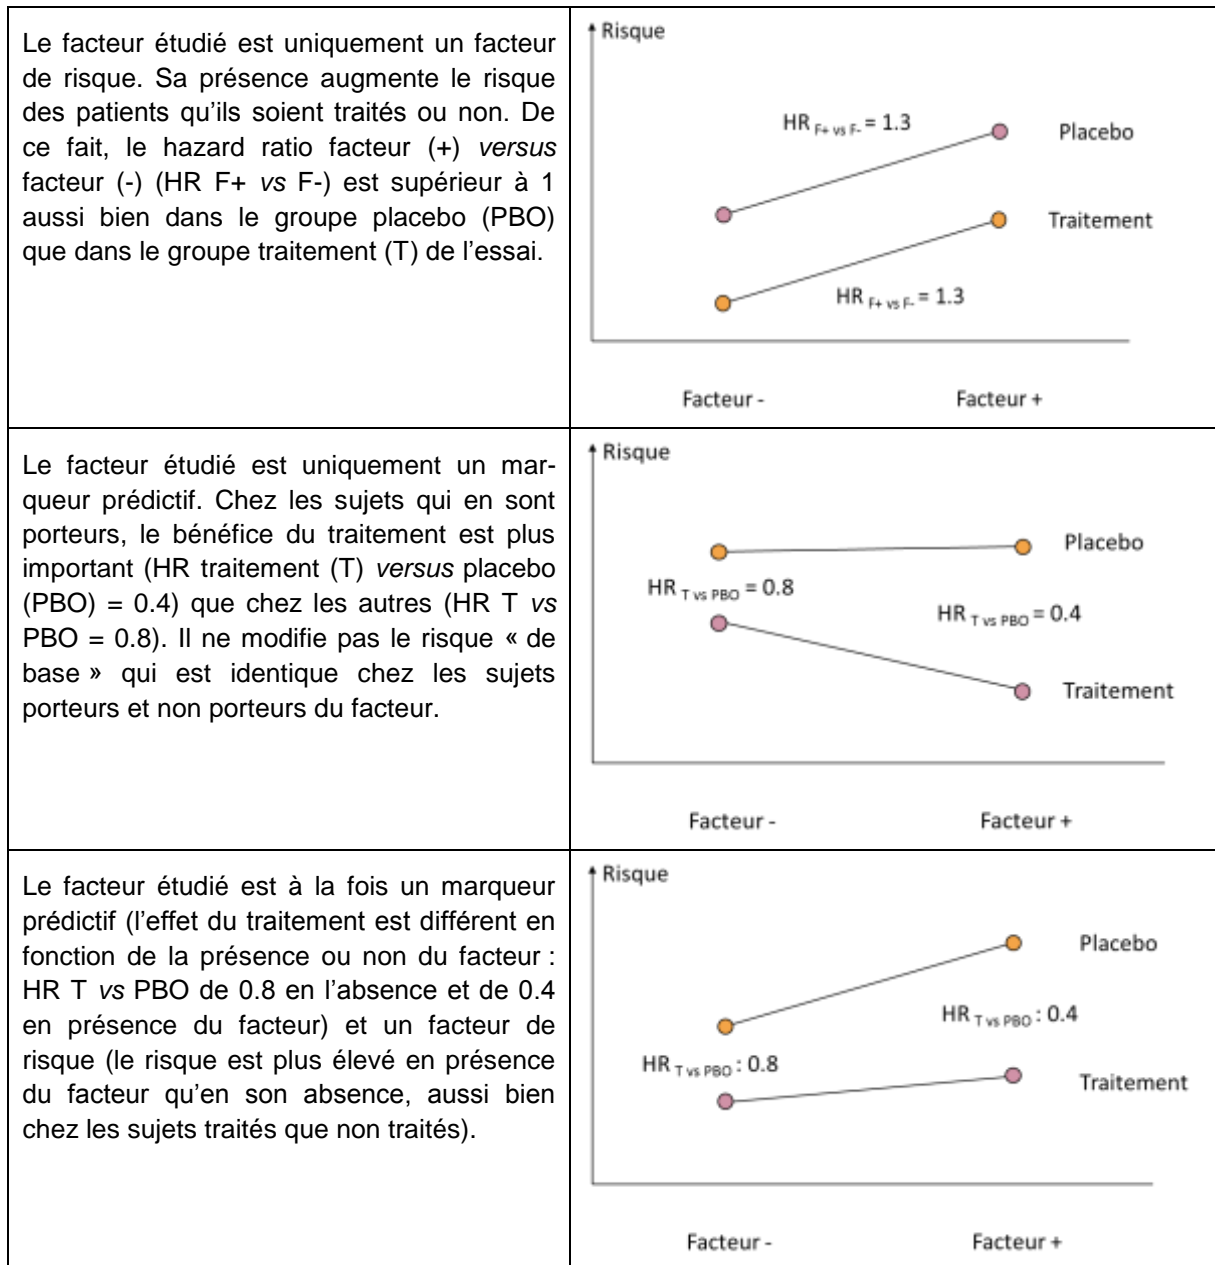 Le facteur étudié est uniquement un facteur
de risque. Sa présence augmente le risque
des patients qu'ils soient traités ou non. De
ce fait, le hazard ratio facteur (+) versus
facteur (-) (HR F+ vs F-) est supérieur à 1
aussi bien dans le groupe placebo (PBO)
que dans le groupe traitement (T) de l'essai.
Risque
HR F+ vs F- = 1.3
Placebo
Traitement
HR F+ vs F- = 1.3
Facteur -
Facteur +
Le facteur étudié est uniquement un mar-
queur prédictif. Chez les sujets qui en sont
porteurs, le bénéfice du traitement est plus
important (HR traitement (T) versus placebo
(PBO) = 0.4) que chez les autres (HR T vs
PBO = 0.8). Il ne modifie pas le risque « de
base » qui est identique chez les sujets
porteurs et non porteurs du facteur.
Risque
Placebo
HR T vs PBO = 0.8
HR T vs PBO = 0.4
Traitement
Facteur -
Facteur +
Le facteur étudié est à la fois un marqueur
prédictif (l'effet du traitement est différent en
fonction de la présence ou non du facteur :
HR T vs PBO de 0.8 en l'absence et de 0.4
en présence du facteur) et un facteur de
risque (le risque est plus élevé en présence
du facteur qu'en son absence, aussi bien
chez les sujets traités que non traités).
Risque
Placebo
HR T vs PBO : 0.4
HR T vs PBO : 0.8
Traitement
Facteur -
Facteur +